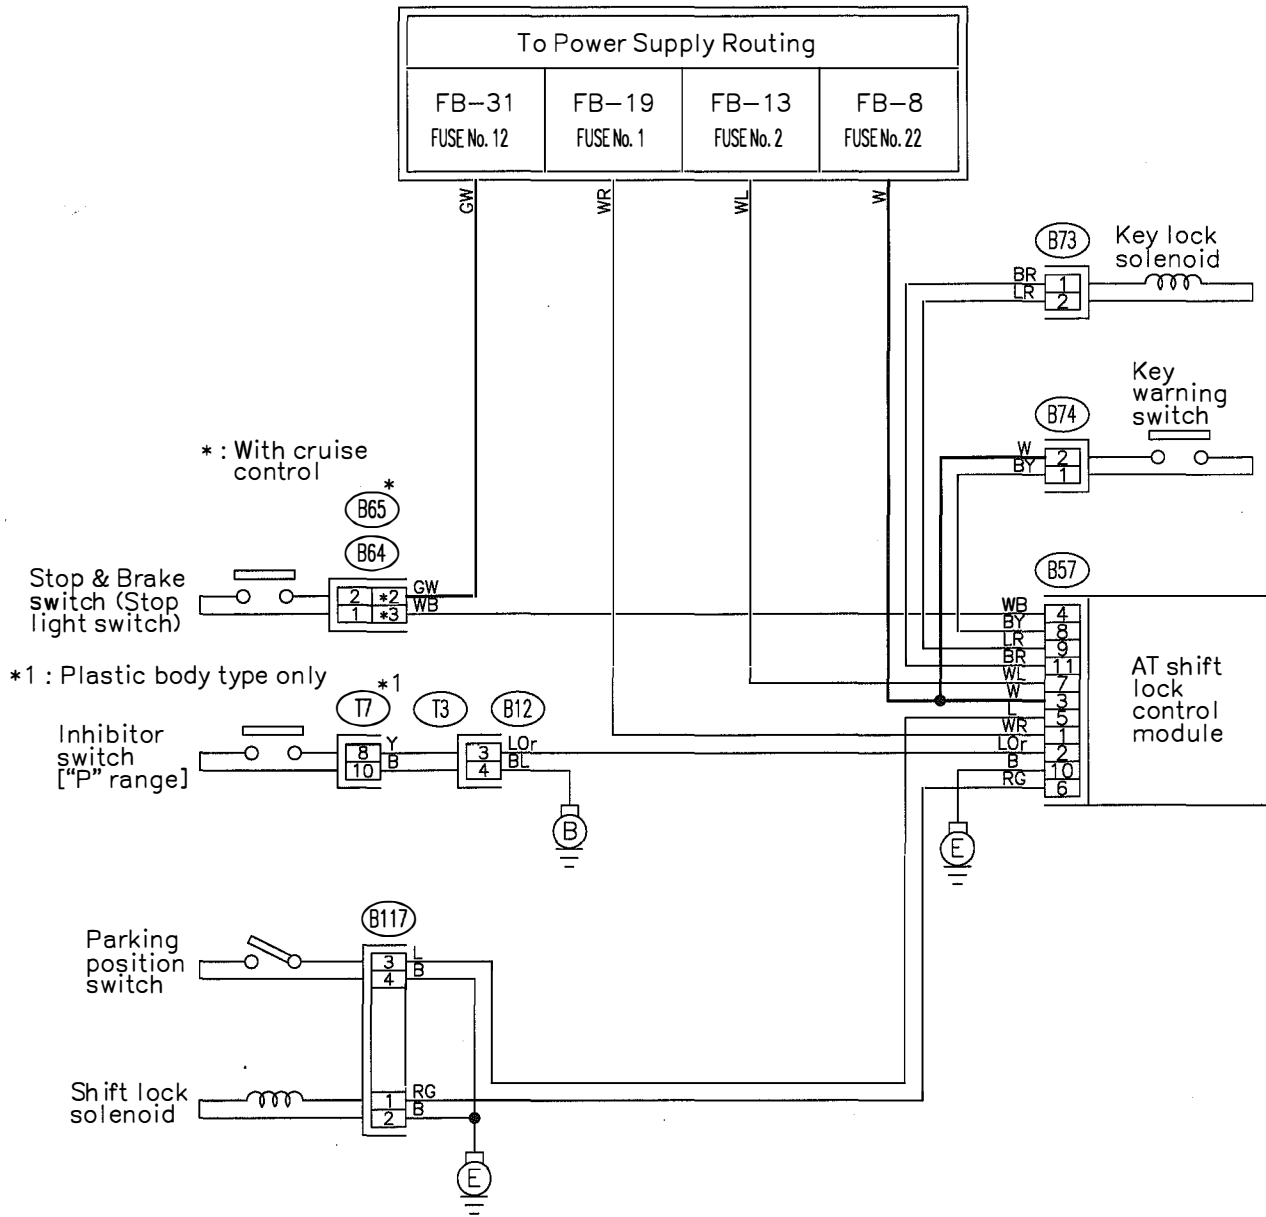 To Power Supply Routing
FB-31 FB-19 FB-13 FB-8
FUSE No. 12 FUSE No. 1 FUSE No. 2 FUSE No. 22
GW WR WL W
B73 Key lock
solenoid
BR 1
LR 2
Key
warning
switch
B74
W 2
BY 1
* : With cruise
control
*
B65
B64
Stop & Brake
switch (Stop
light switch)
2 *2 GW
1 *3 WB
*1 : Plastic body type only
B57
WB 4
BY 8
LR 9
BR 11
WL 7
W 3
L 5
WR 1
LOr 2
B 10
RG 6
AT shift
lock
control
module
*1
T7 T3 B12
Inhibitor
switch
["P" range]
8 Y 3 LOr
10 B 4 BL
B
E
B117
Parking
position
switch
3 L
4 B
Shift lock
solenoid
1 RG
2 B
E